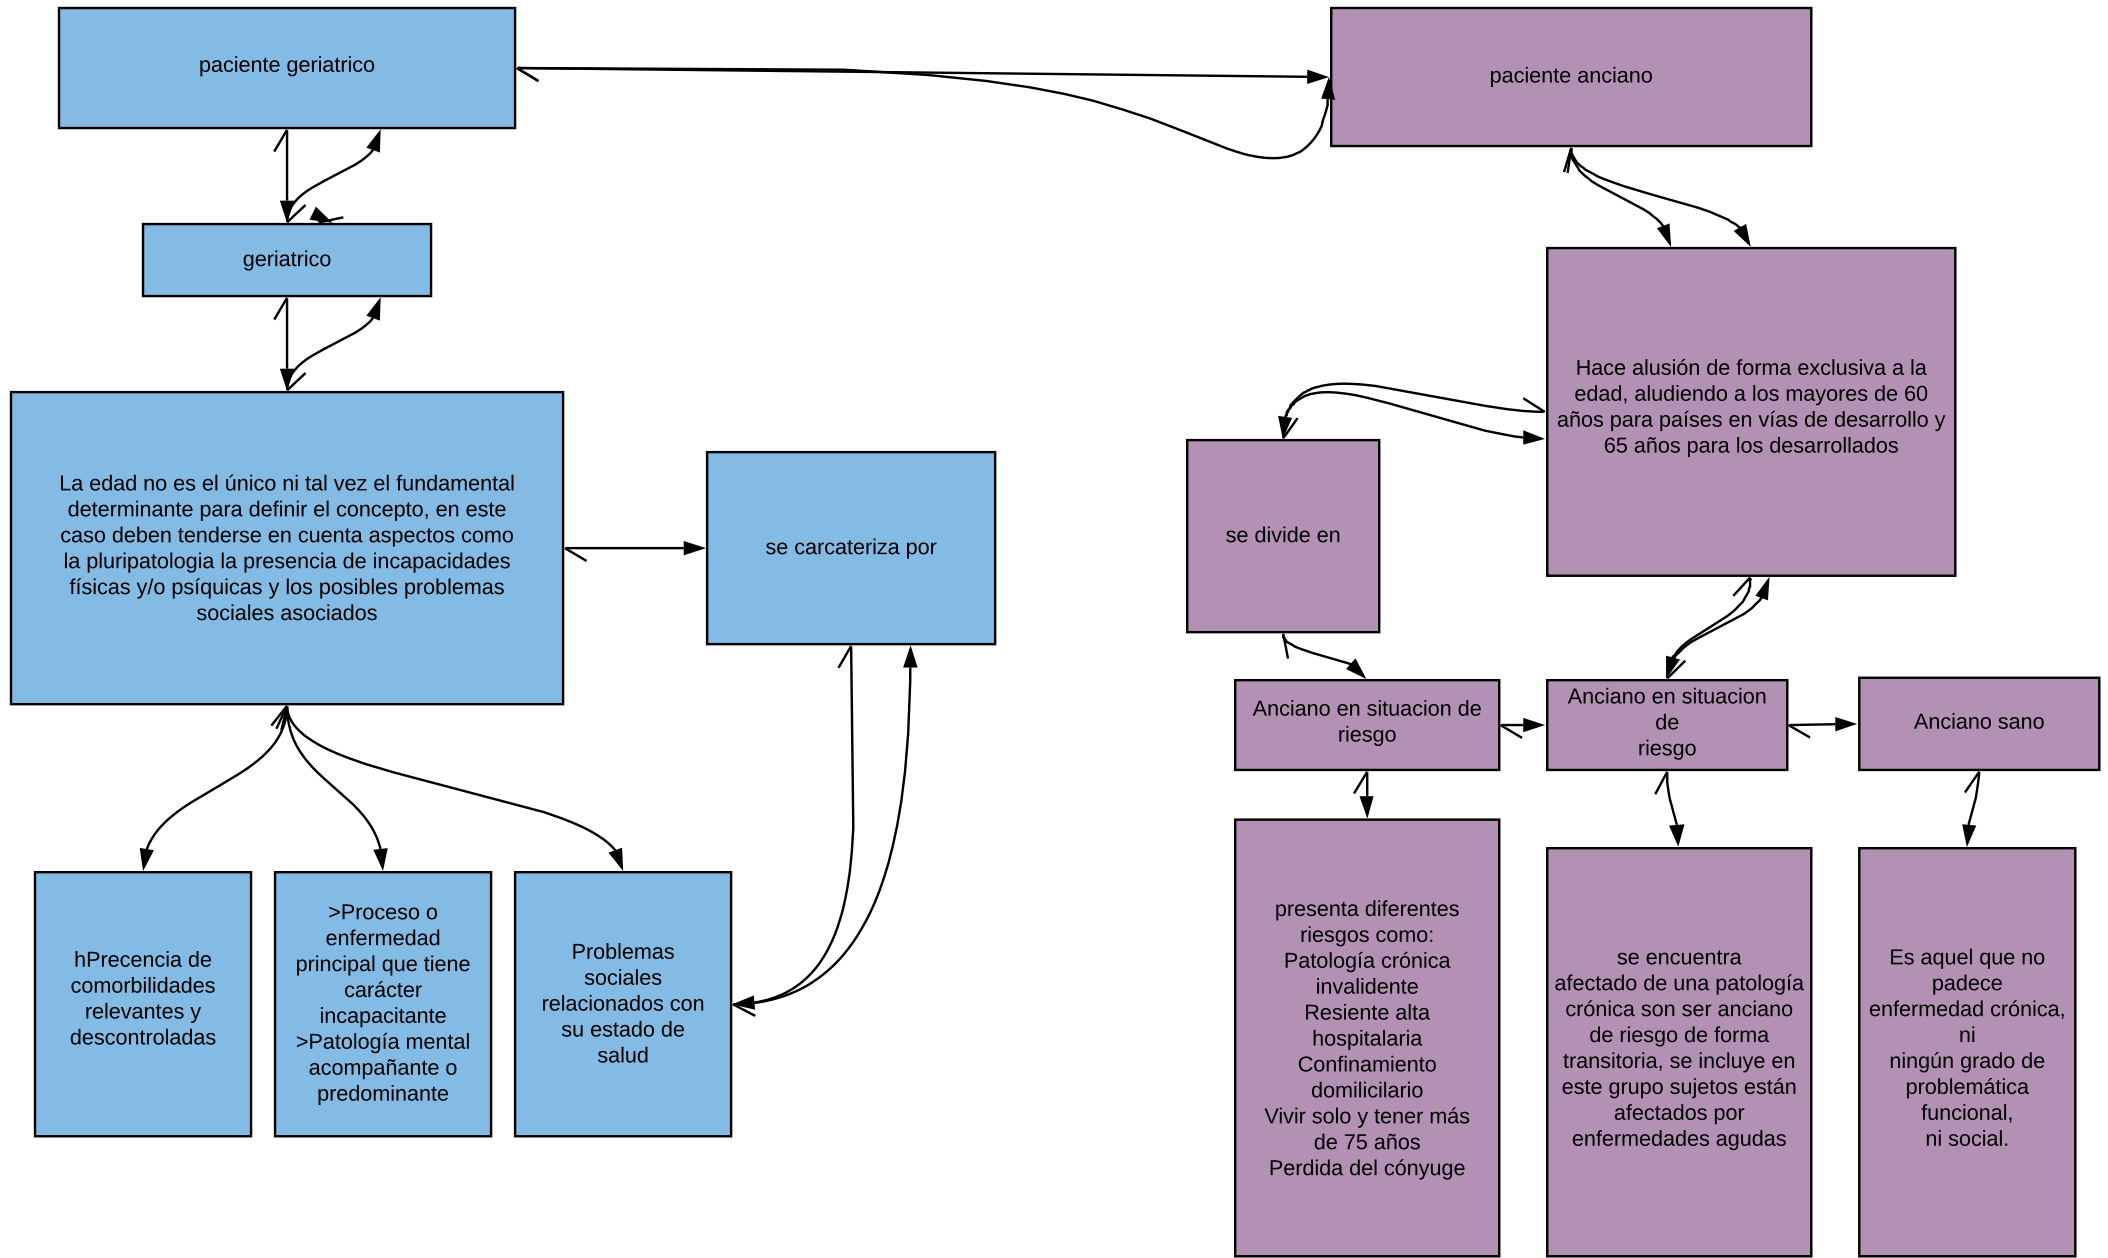 paciente geriatrico
paciente anciano
geriatrico
La edad no es el único ni tal vez el fundamental
determinante para definir el concepto, en este
caso deben tenderse en cuenta aspectos como
la pluripatologia la presencia de incapacidades
físicas y/o psíquicas y los posibles problemas
sociales asociados
se carcateriza por
hPrecencia de
comorbilidades
relevantes y
descontroladas
>Proceso o
enfermedad
principal que tiene
carácter
incapacitante
>Patología mental
acompañante o
predominante
Problemas
sociales
relacionados con
su estado de
salud
Hace alusión de forma exclusiva a la
edad, aludiendo a los mayores de 60
años para países en vías de desarrollo y
65 años para los desarrollados
se divide en
Anciano en situacion de
riesgo
Anciano en situacion
de
riesgo
Anciano sano
presenta diferentes
riesgos como:
Patología crónica
invalidente
Resiente alta
hospitalaria
Confinamiento
domilicilario
Vivir solo y tener más
de 75 años
Perdida del cónyuge
se encuentra
afectado de una patología
crónica son ser anciano
de riesgo de forma
transitoria, se incluye en
este grupo sujetos están
afectados por
enfermedades agudas
Es aquel que no
padece
enfermedad crónica,
ni
ningún grado de
problemática
funcional,
ni social.